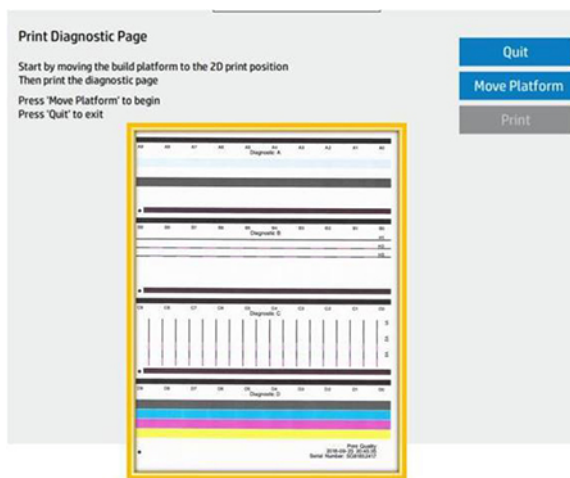 Print Diagnostic Page
Start by moving the build platform to the 2D print position
Then print the diagnostic page
Press 'Move Platform' to begin
Press 'Quit' to exit
Quit
Move Platform
Print
Diagnostic A
Diagnostic B
Diagnostic C
Diagnostic D
Print Quality
Serial Number: